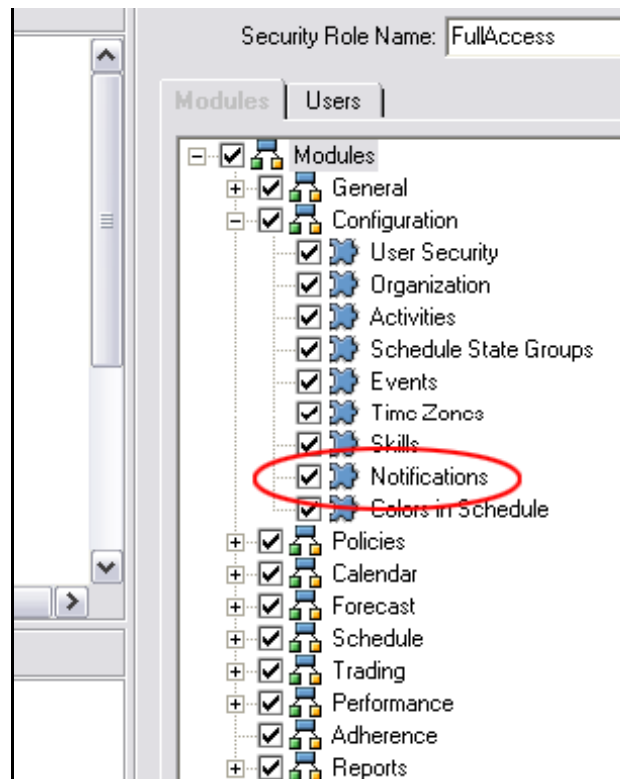 Security Role Name: FullAccess
Modules Users
Modules
General
Configuration
User Security
Organization
Activities
Schedule State Groups
Events
Time Zones
Skills
Notifications
Colors in Schedule
Policies
Calendar
Forecast
Schedule
Trading
Performance
Adherence
Reports